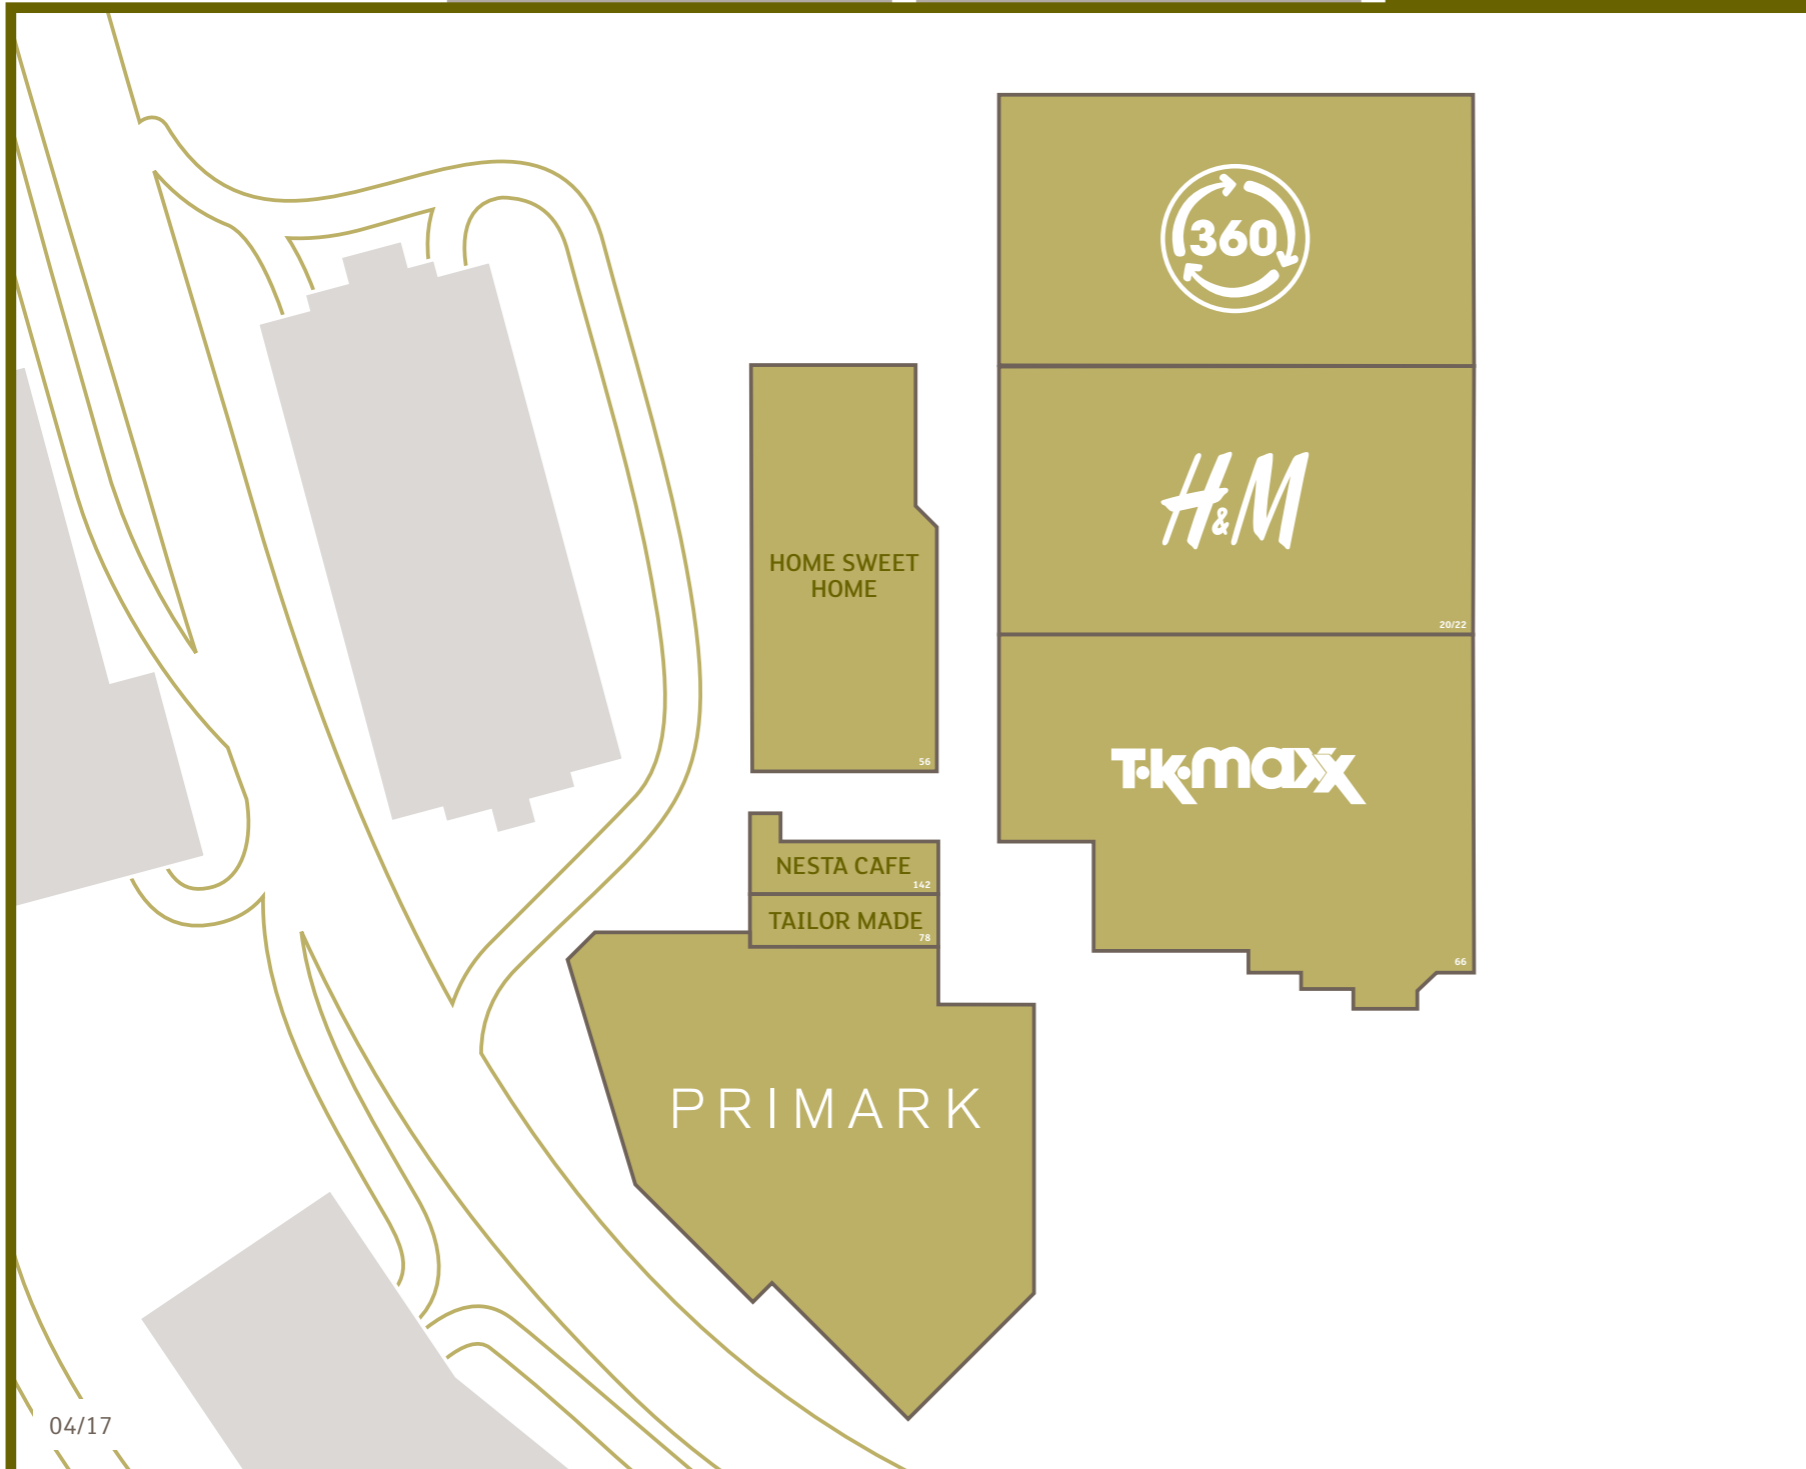 360
H&M
20/22
HOME SWEET
HOME
56
T·K·maxx
66
NESTA CAFE
142
TAILOR MADE
78
PRIMARK
04/17